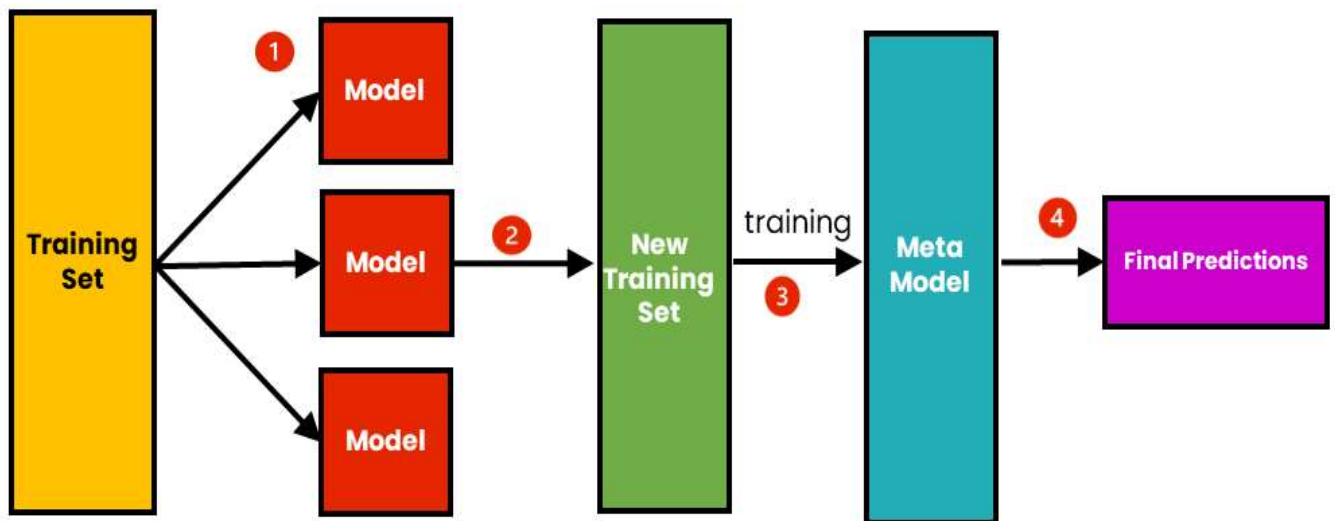 Training
Set
1
Model
Model
Model
2
New
Training
Set
training
3
Meta
Model
4
Final Predictions